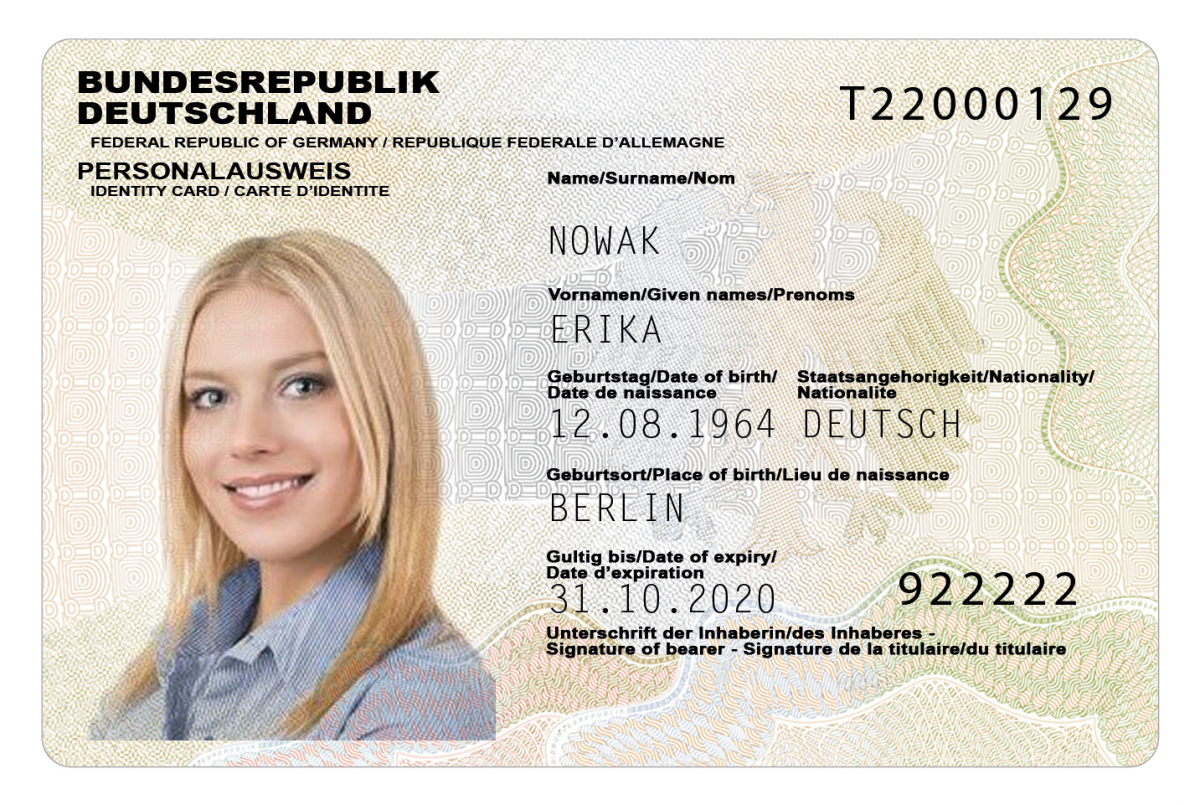 BUNDESREPUBLIK
DEUTSCHLAND
FEDERAL REPUBLIC OF GERMANY / REPUBLIQUE FEDERALE D'ALLEMAGNE
PERSONALAUSWEIS
IDENTITY CARD / CARTE D'IDENTITE
T22000129
Name/Surname/Nom
NOWAK
Vornamen/Given names/Prenoms
ERIKA
Geburtstag/Date of birth/
Date de naissance
Staatsangehorigkeit/Nationality/
Nationalite
12.08.1964 DEUTSCH
Geburtsort/Place of birth/Lieu de naissance
BERLIN
Gultig bis/Date of expiry/
Date d'expiration
31.10.2020
922222
Unterschrift der Inhaberin/des Inhaberes -
Signature of bearer - Signature de la titulaire/du titulaire